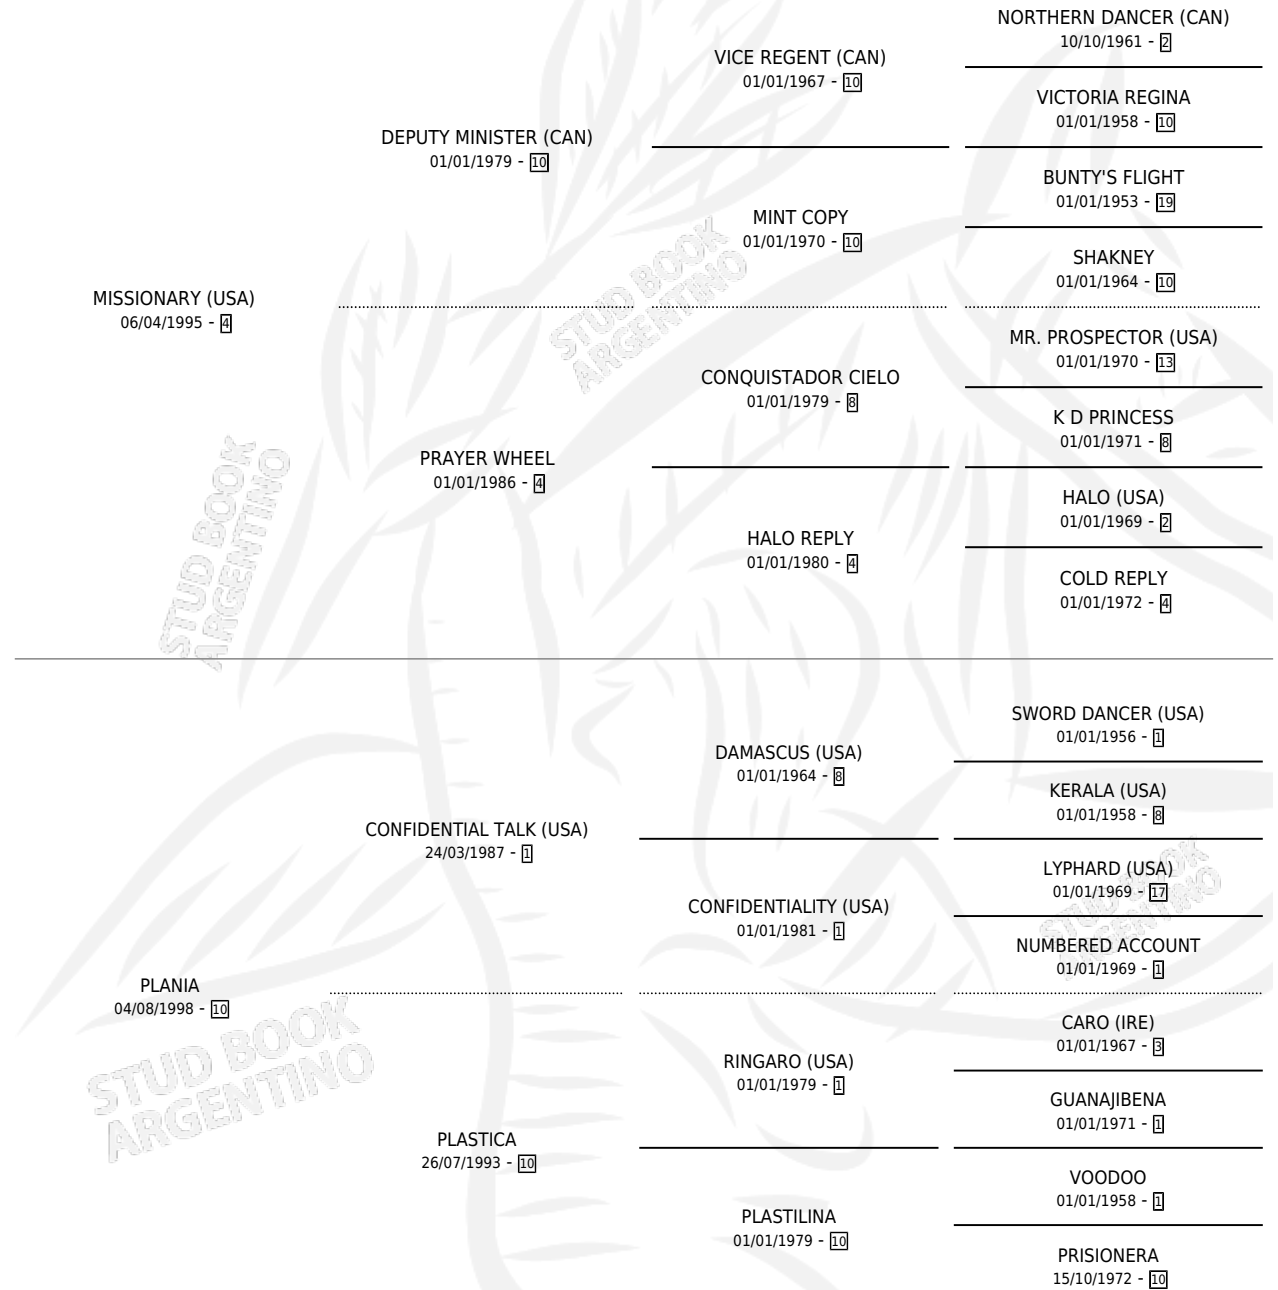 NORTHERN DANCER (CAN)
10/10/1961 - 2
VICE REGENT (CAN)
01/01/1967 - 10
VICTORIA REGINA
01/01/1958 - 10
DEPUTY MINISTER (CAN)
01/01/1979 - 10
BUNTY'S FLIGHT
01/01/1953 - 19
MINT COPY
01/01/1970 - 10
SHAKNEY
01/01/1964 - 10
MISSIONARY (USA)
06/04/1995 - 4
MR. PROSPECTOR (USA)
01/01/1970 - 13
CONQUISTADOR CIELO
01/01/1979 - 8
K D PRINCESS
01/01/1971 - 8
PRAYER WHEEL
01/01/1986 - 4
HALO (USA)
01/01/1969 - 2
HALO REPLY
01/01/1980 - 4
COLD REPLY
01/01/1972 - 4
STUD BOOK
ARGENTINO
STUD BOOK
ARGENTINO
SWORD DANCER (USA)
01/01/1956 - 1
DAMASCUS (USA)
01/01/1964 - 8
KERALA (USA)
01/01/1958 - 8
CONFIDENTIAL TALK (USA)
24/03/1987 - 1
LYPHARD (USA)
01/01/1969 - 17
CONFIDENTIALITY (USA)
01/01/1981 - 1
NUMBERED ACCOUNT
01/01/1969 - 1
PLANIA
04/08/1998 - 10
CARO (IRE)
01/01/1967 - 3
RINGARO (USA)
01/01/1979 - 1
GUANAJIBENA
01/01/1971 - 1
PLASTICA
26/07/1993 - 10
VOODOO
01/01/1958 - 1
PLASTILINA
01/01/1979 - 10
PRISIONERA
15/10/1972 - 10
STUD BOOK
ARGENTINO
STUD BOOK
ARGENTINO